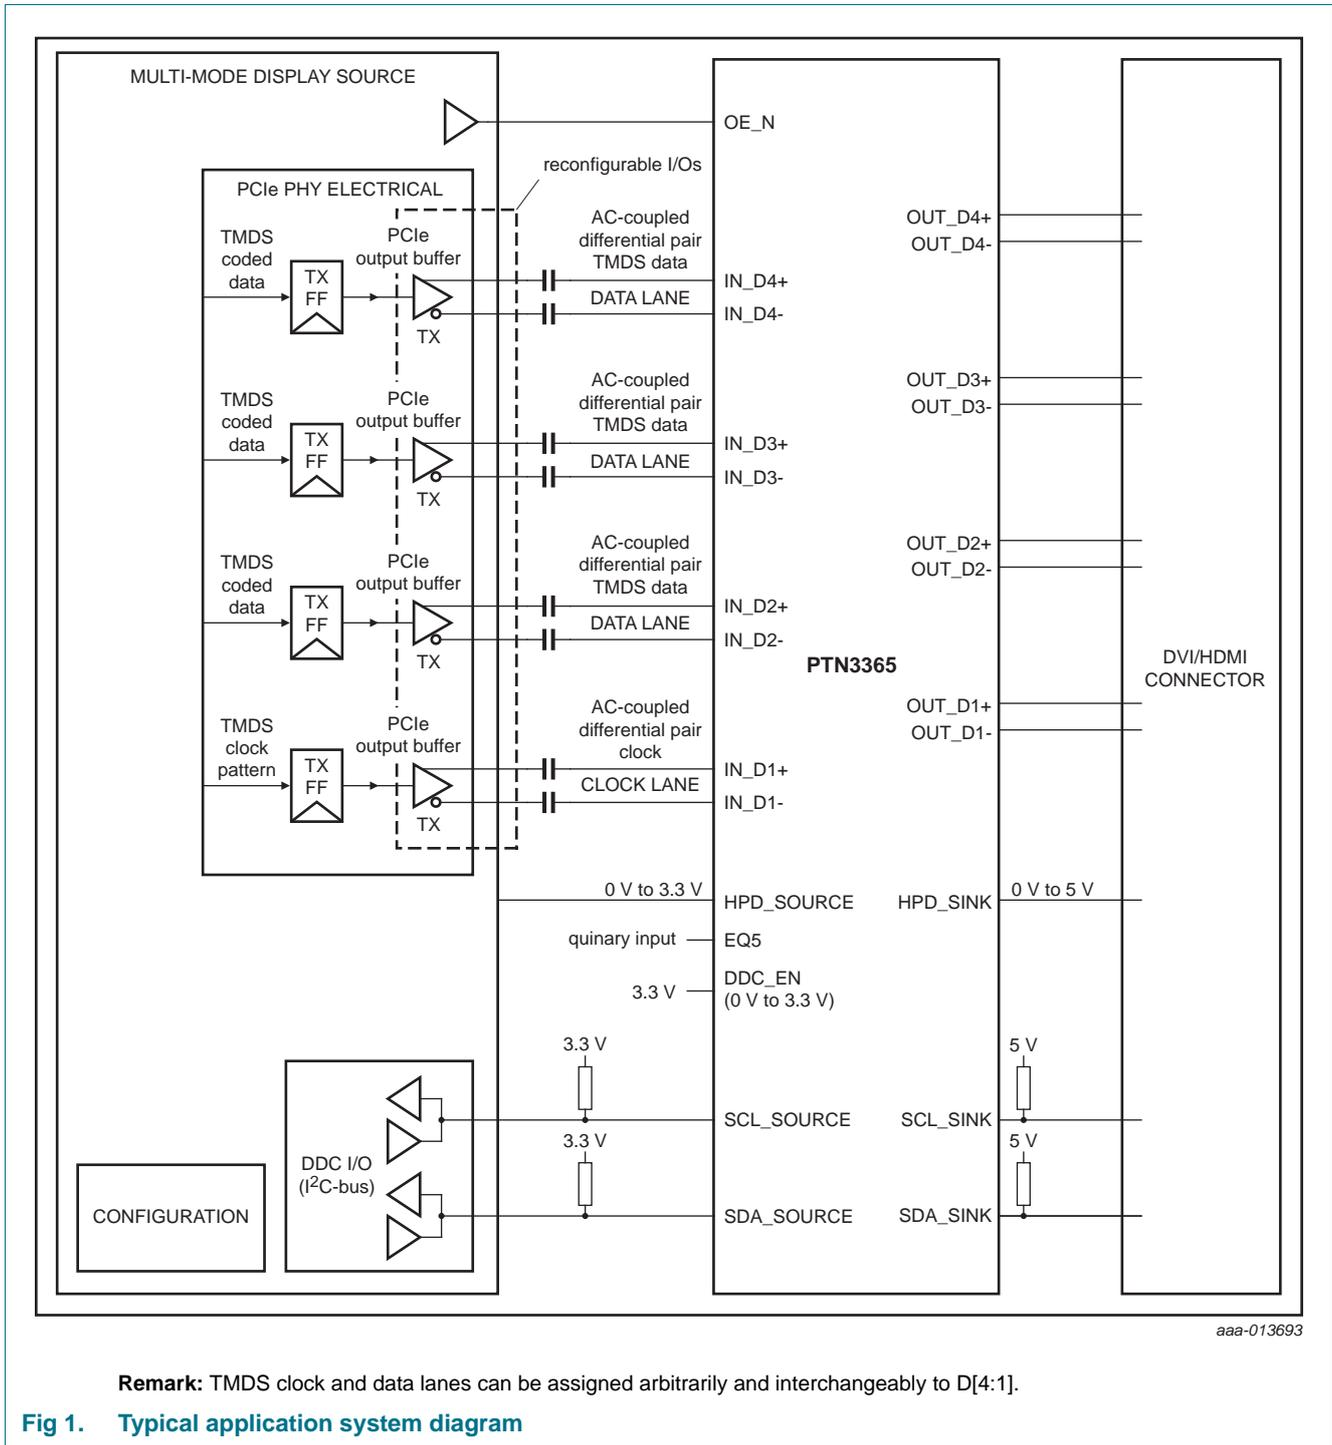 MULTI-MODE DISPLAY SOURCE
OE_N
reconfigurable I/Os
PCIe PHY ELECTRICAL
TMDS
coded
data
TX
FF
PCIe
output buffer
TX
AC-coupled
differential pair
TMDS data
DATA LANE
IN_D4+
IN_D4-
OUT_D4+
OUT_D4-
TMDS
coded
data
TX
FF
PCIe
output buffer
TX
AC-coupled
differential pair
TMDS data
DATA LANE
IN_D3+
IN_D3-
OUT_D3+
OUT_D3-
TMDS
coded
data
TX
FF
PCIe
output buffer
TX
AC-coupled
differential pair
TMDS data
DATA LANE
IN_D2+
IN_D2-
OUT_D2+
OUT_D2-
PTN3365
DVI/HDMI
CONNECTOR
TMDS
clock
pattern
TX
FF
PCIe
output buffer
TX
AC-coupled
differential pair
clock
CLOCK LANE
IN_D1+
IN_D1-
OUT_D1+
OUT_D1-
0 V to 3.3 V
HPD_SOURCE
HPD_SINK
0 V to 5 V
quinary input
EQ5
3.3 V
DDC_EN
(0 V to 3.3 V)
3.3 V
5 V
SCL_SOURCE
SCL_SINK
3.3 V
5 V
DDC I/O
(I²C-bus)
SDA_SOURCE
SDA_SINK
CONFIGURATION
aaa-013693
Remark: TMDS clock and data lanes can be assigned arbitrarily and interchangeably to D[4:1].
Fig 1. Typical application system diagram